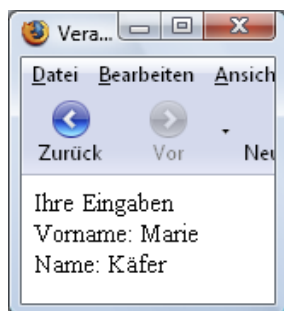 Vera...
Datei Bearbeiten Ansich
Zurück Vor Neu
Ihre Eingaben
Vorname: Marie
Name: Käfer